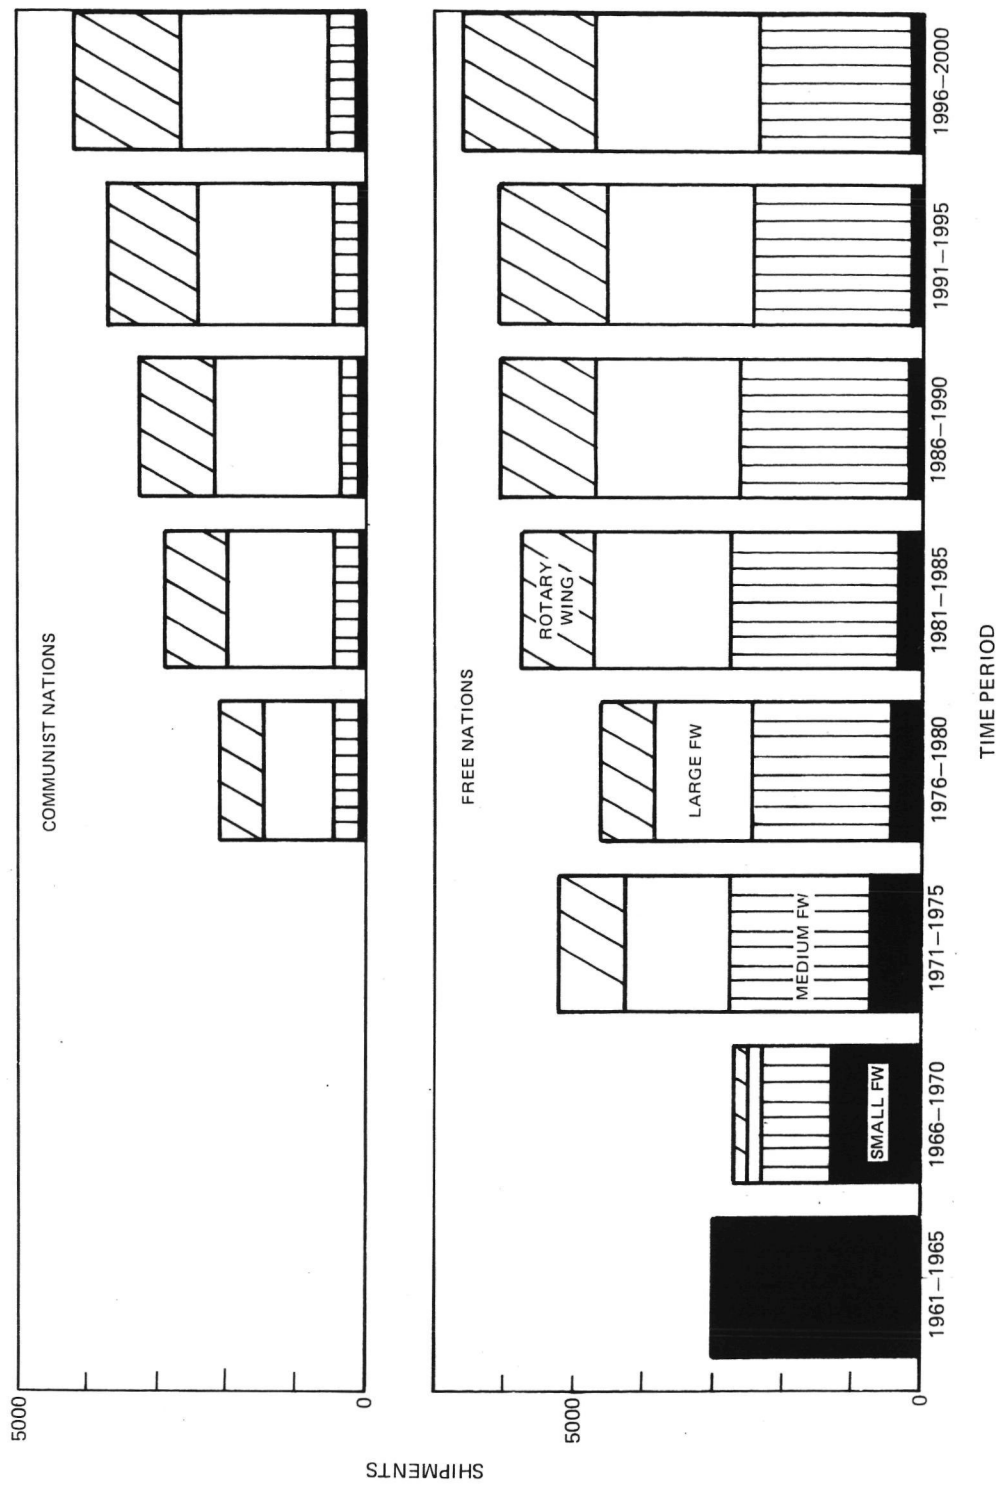 COMMUNIST NATIONS
5000
0
SHIPMENTS
FREE NATIONS
5000
0
ROTARY
WING
LARGE FW
MEDIUM FW
SMALL FW
1961–1965
1966–1970
1971–1975
1976–1980
1981–1985
1986–1990
1991–1995
1996–2000
TIME PERIOD